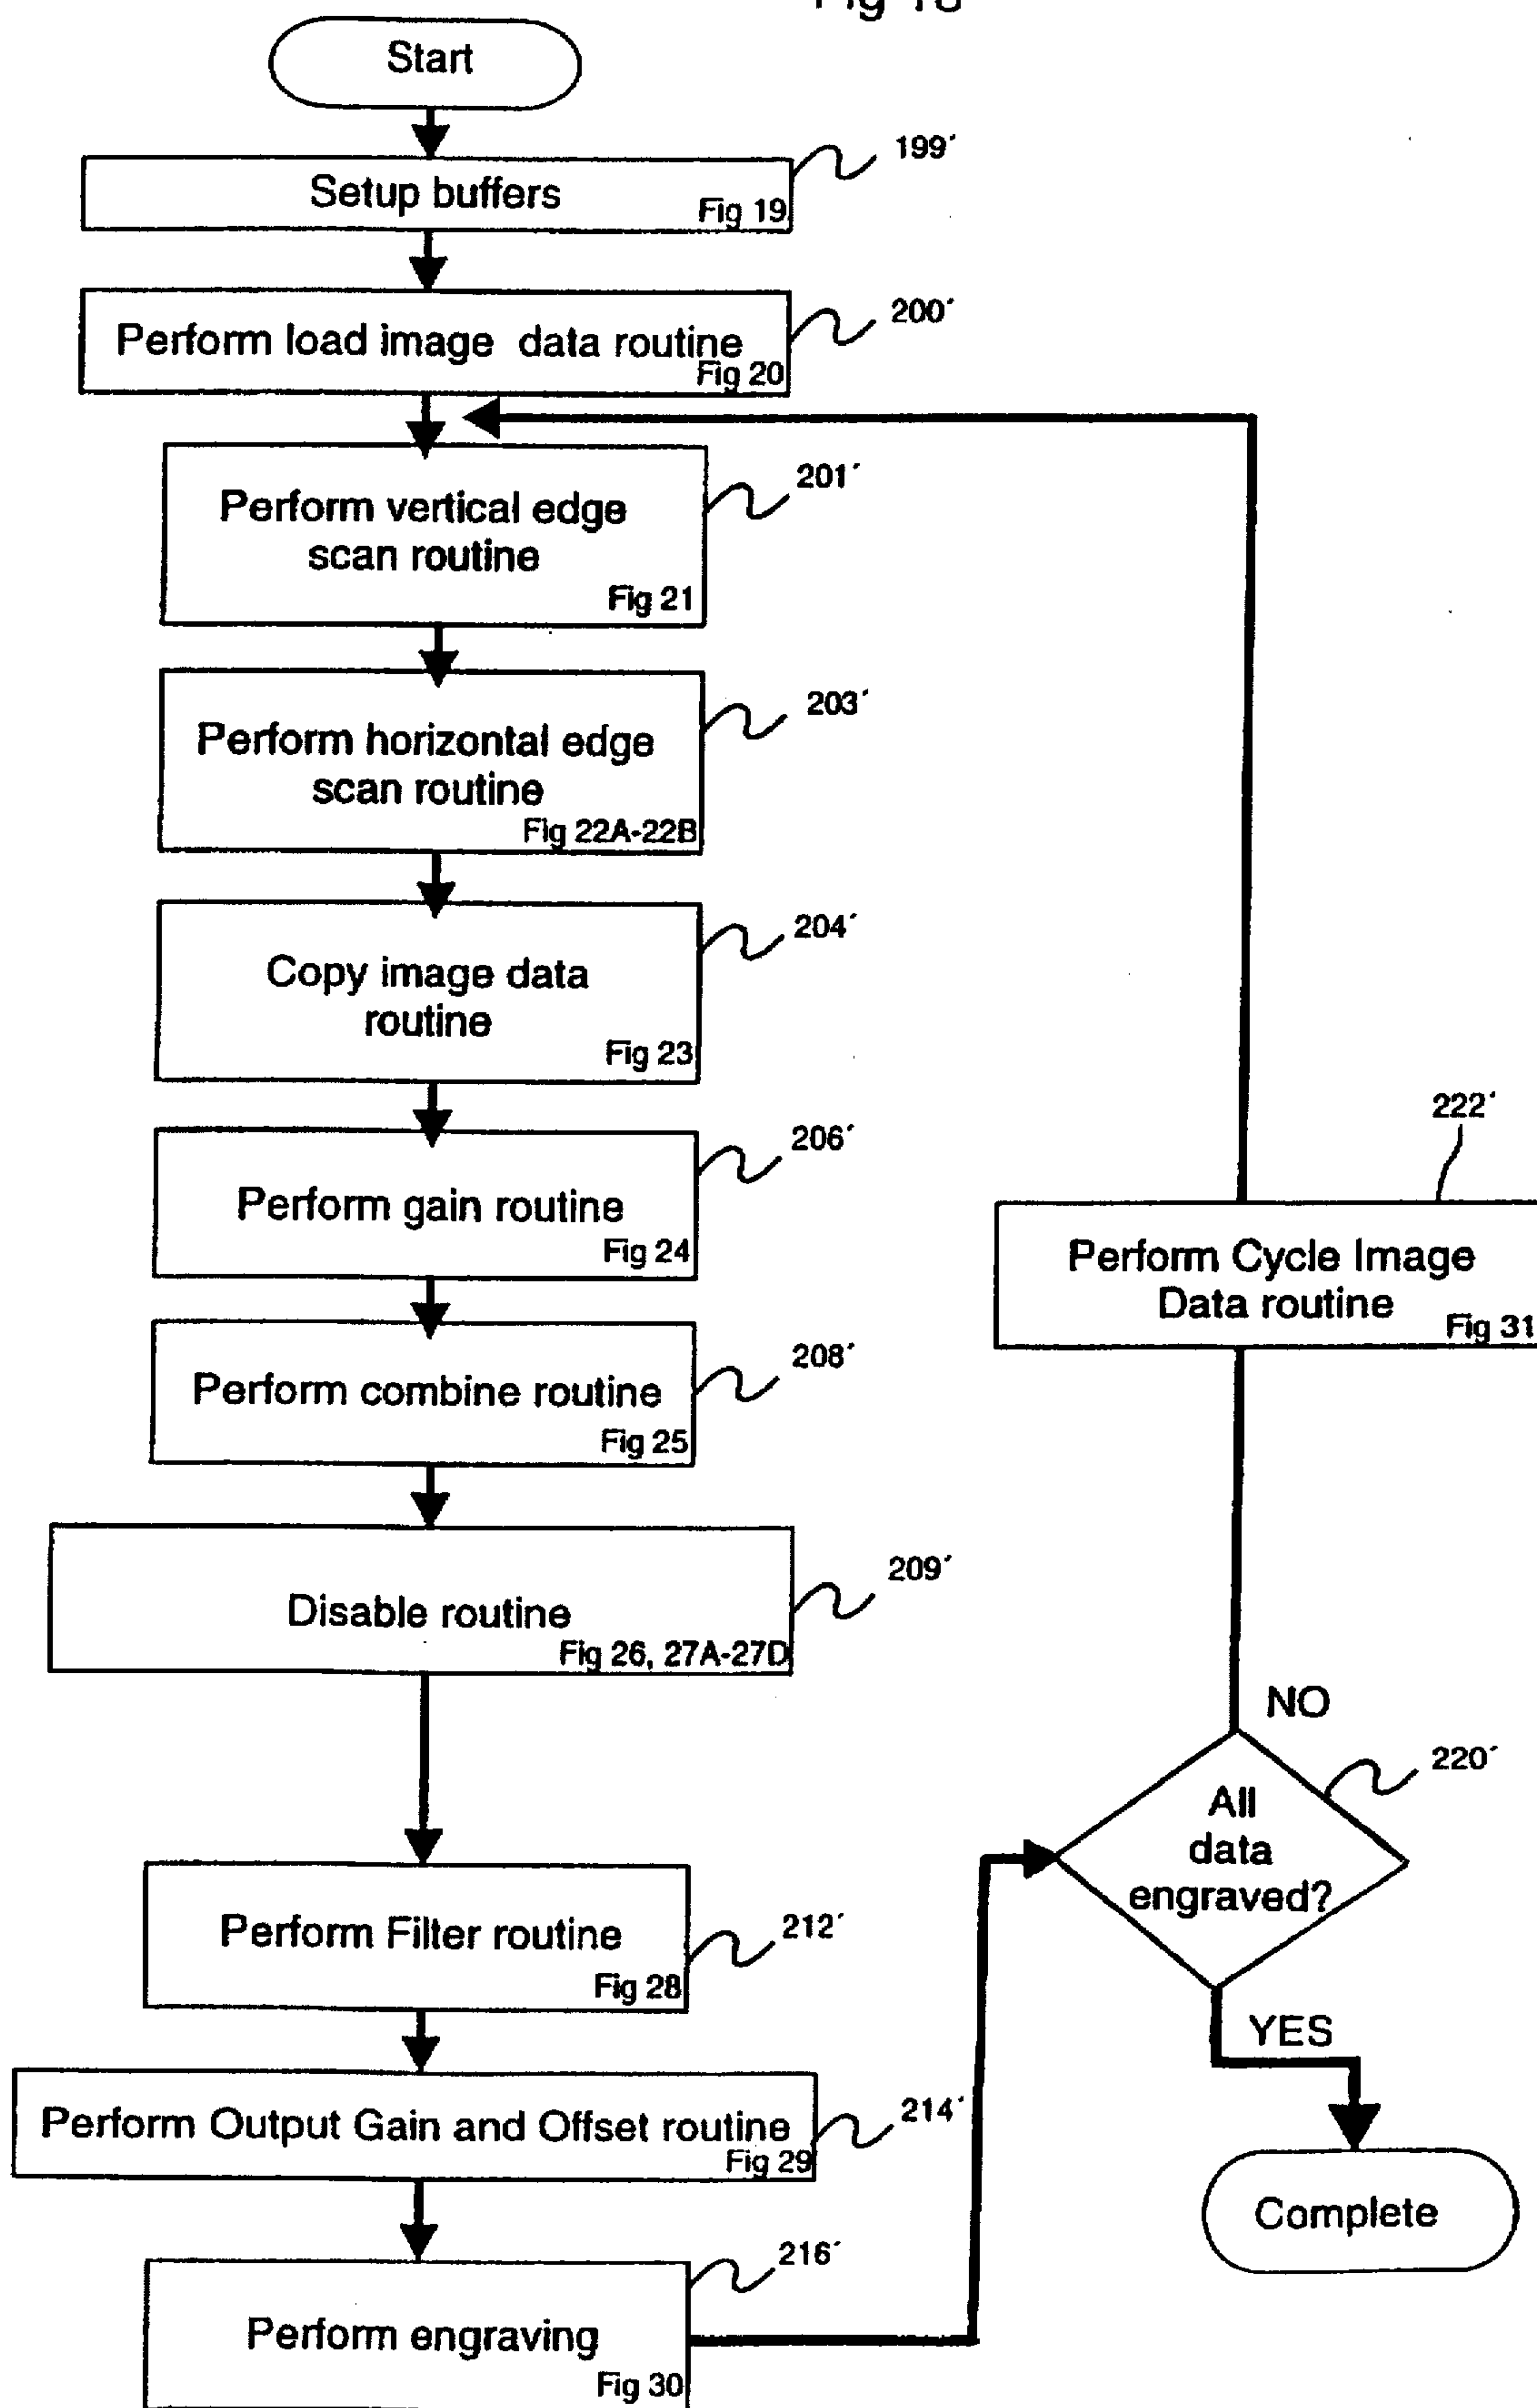 Start
199´
Setup buffers
Fig 19
200´
Perform load image data routine
Fig 20
201´
Perform vertical edge
scan routine
Fig 21
203´
Perform horizontal edge
scan routine
Fig 22A-22B
204´
Copy image data
routine
Fig 23
206´
Perform gain routine
Fig 24
208´
Perform combine routine
Fig 25
209´
Disable routine
Fig 26, 27A-27D
212´
Perform Filter routine
Fig 28
214´
Perform Output Gain and Offset routine
Fig 29
216´
Perform engraving
Fig 30
222´
Perform Cycle Image
Data routine
Fig 31
NO
220´
All
data
engraved?
YES
Complete